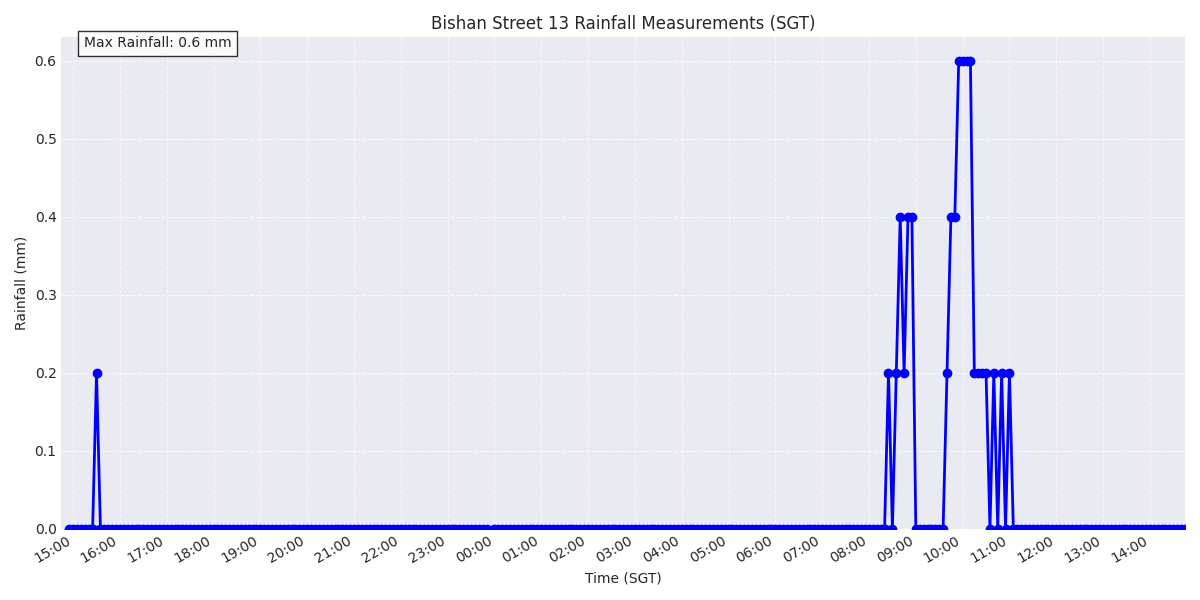 Bishan Street 13 Rainfall Measurements (SGT)
Max Rainfall: 0.6 mm
0.6
0.5
0.4
0.3
0.2
0.1
0.0
Rainfall (mm)
15:00 16:00 17:00 18:00 19:00 20:00 21:00 22:00 23:00 00:00 01:00 02:00 03:00 04:00 05:00 06:00 07:00 08:00 09:00 10:00 11:00 12:00 13:00 14:00
Time (SGT)